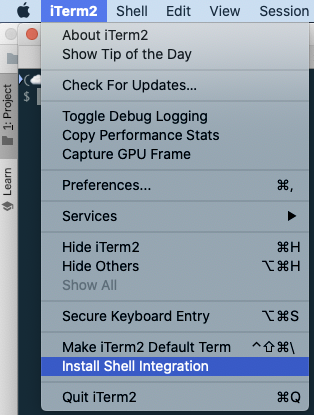 iTerm2 Shell Edit View Session
About iTerm2
Show Tip of the Day
Check For Updates...
Toggle Debug Logging
Copy Performance Stats
Capture GPU Frame
Preferences... ⌘,
Services ▶
Hide iTerm2 ⌘H
Hide Others ⌥⌘H
Show All
Secure Keyboard Entry ⌥⌘S
Make iTerm2 Default Term ^⇧⌘\
Install Shell Integration
Quit iTerm2 ⌘Q
1: Project
Learn
$